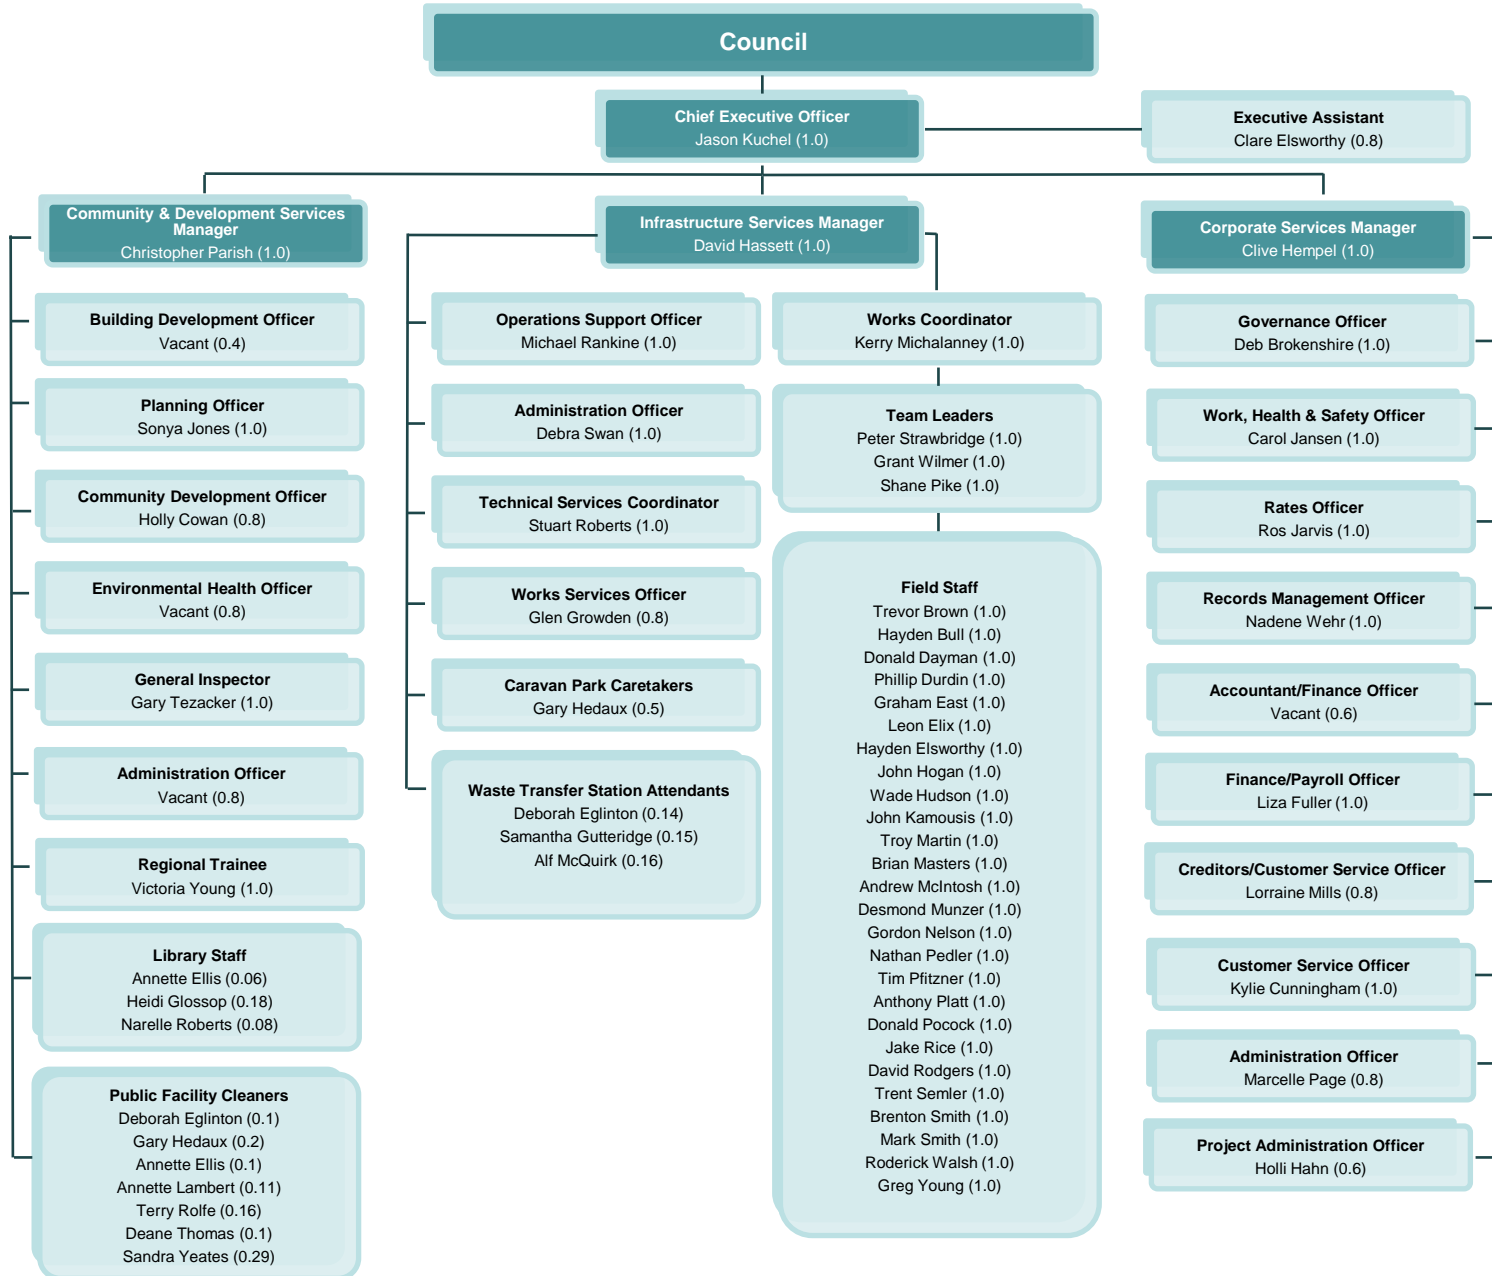 Council
Chief Executive Officer
Jason Kuchel (1.0)
Executive Assistant
Clare Elsworthy (0.8)
Community & Development Services
Manager
Christopher Parish (1.0)
Building Development Officer
Vacant (0.4)
Planning Officer
Sonya Jones (1.0)
Community Development Officer
Holly Cowan (0.8)
Environmental Health Officer
Vacant (0.8)
General Inspector
Gary Tezacker (1.0)
Administration Officer
Vacant (0.8)
Regional Trainee
Victoria Young (1.0)
Library Staff
Annette Ellis (0.06)
Heidi Glossop (0.18)
Narelle Roberts (0.08)
Public Facility Cleaners
Deborah Eglinton (0.1)
Gary Hedaux (0.2)
Annette Ellis (0.1)
Annette Lambert (0.11)
Terry Rolfe (0.16)
Deane Thomas (0.1)
Sandra Yeates (0.29)
Infrastructure Services Manager
David Hassett (1.0)
Operations Support Officer
Michael Rankine (1.0)
Administration Officer
Debra Swan (1.0)
Technical Services Coordinator
Stuart Roberts (1.0)
Works Services Officer
Glen Growden (0.8)
Caravan Park Caretakers
Gary Hedaux (0.5)
Waste Transfer Station Attendants
Deborah Eglinton (0.14)
Samantha Gutteridge (0.15)
Alf McQuirk (0.16)
Works Coordinator
Kerry Michalanney (1.0)
Team Leaders
Peter Strawbridge (1.0)
Grant Wilmer (1.0)
Shane Pike (1.0)
Field Staff
Trevor Brown (1.0)
Hayden Bull (1.0)
Donald Dayman (1.0)
Phillip Durdin (1.0)
Graham East (1.0)
Leon Elix (1.0)
Hayden Elsworthy (1.0)
John Hogan (1.0)
Wade Hudson (1.0)
John Kamousis (1.0)
Troy Martin (1.0)
Brian Masters (1.0)
Andrew McIntosh (1.0)
Desmond Munzer (1.0)
Gordon Nelson (1.0)
Nathan Pedler (1.0)
Tim Pfitzner (1.0)
Anthony Platt (1.0)
Donald Pocock (1.0)
Jake Rice (1.0)
David Rodgers (1.0)
Trent Semler (1.0)
Brenton Smith (1.0)
Mark Smith (1.0)
Roderick Walsh (1.0)
Greg Young (1.0)
Corporate Services Manager
Clive Hempel (1.0)
Governance Officer
Deb Brokenshire (1.0)
Work, Health & Safety Officer
Carol Jansen (1.0)
Rates Officer
Ros Jarvis (1.0)
Records Management Officer
Nadene Wehr (1.0)
Accountant/Finance Officer
Vacant (0.6)
Finance/Payroll Officer
Liza Fuller (1.0)
Creditors/Customer Service Officer
Lorraine Mills (0.8)
Customer Service Officer
Kylie Cunningham (1.0)
Administration Officer
Marcelle Page (0.8)
Project Administration Officer
Holli Hahn (0.6)